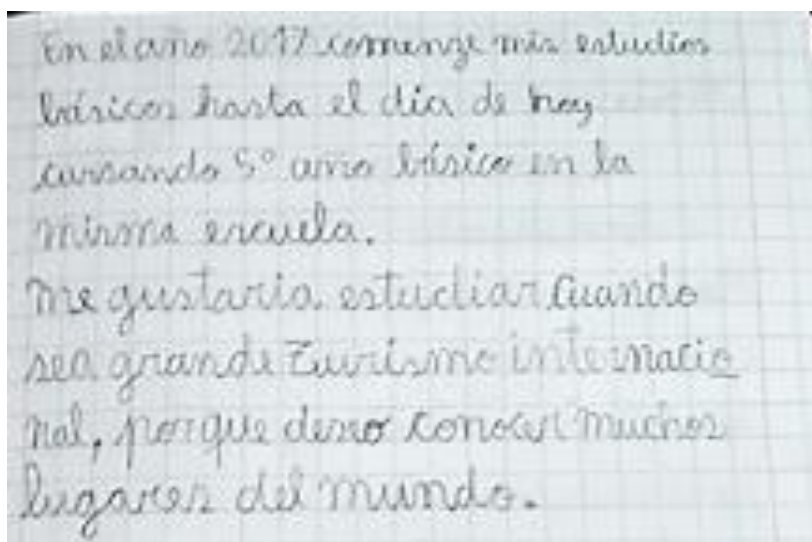 En el año 2017 comenze mis estudios
básicos hasta el día de hoy
cursando 5° año básico en la
misma escuela.
Me gustaria estudiar Cuando
sea grande Turismo internacio
nal, porque deseo conocer muchos
lugares del mundo.